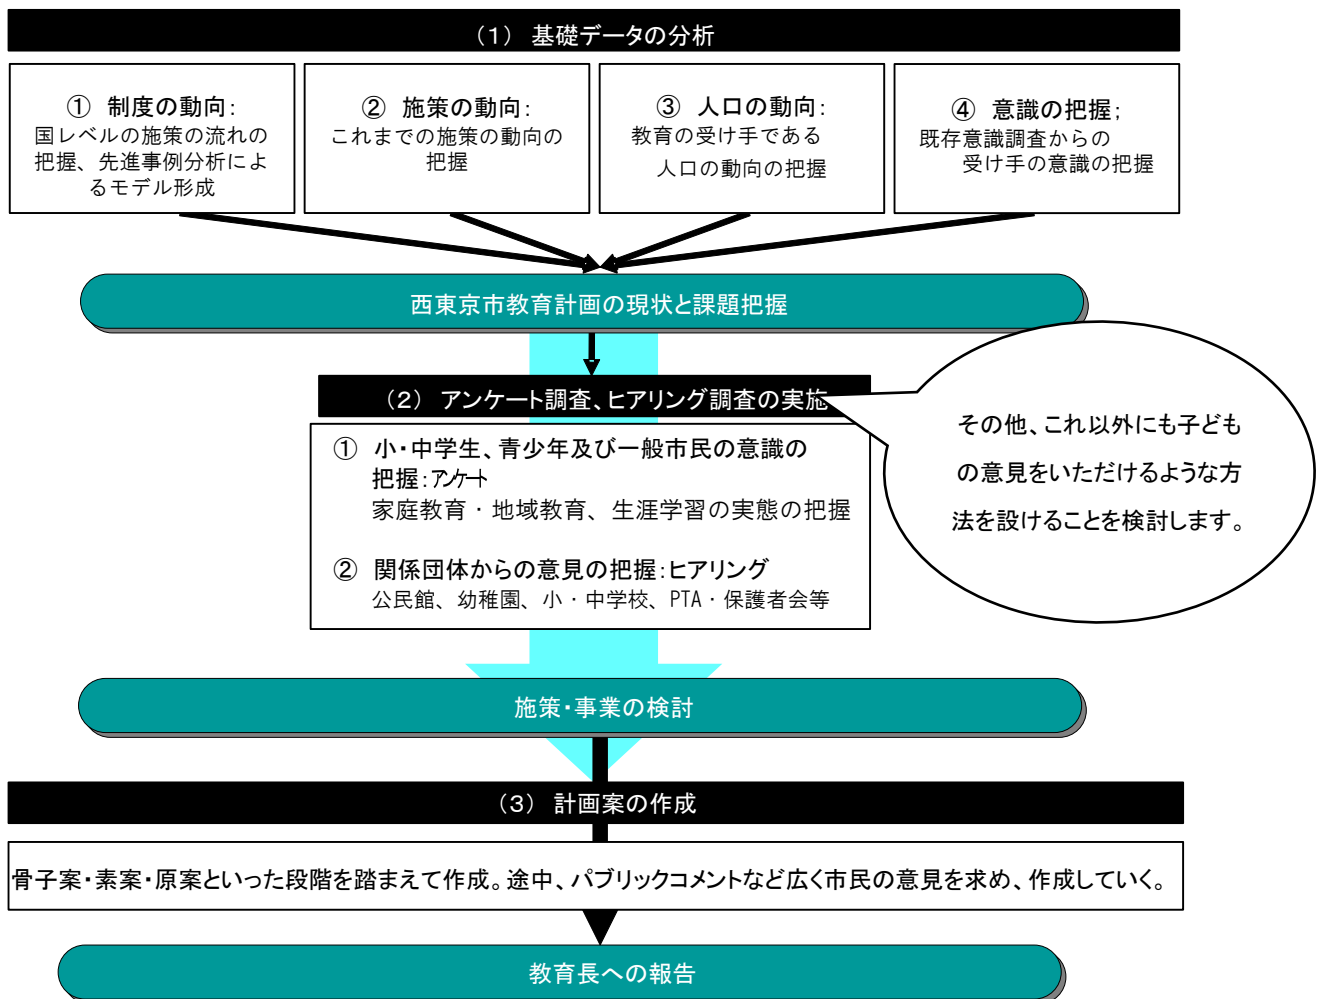 （１） 基礎データの分析
① 制度の動向：
国レベルの施策の流れの
把握、先進事例分析によ
るモデル形成
② 施策の動向：
これまでの施策の動向の
把握
③ 人口の動向：
教育の受け手である
人口の動向の把握
④ 意識の把握；
既存意識調査からの
受け手の意識の把握
西東京市教育計画の現状と課題把握
（２） アンケート調査、ヒアリング調査の実施
① 小・中学生、青少年及び一般市民の意識の
把握：アンケート
家庭教育・地域教育、生涯学習の実態の把握
② 関係団体からの意見の把握：ヒアリング
公民館、幼稚園、小・中学校、PTA・保護者会等
その他、これ以外にも子ども
の意見をいただけるような方
法を設けることを検討します。
施策・事業の検討
（３） 計画案の作成
骨子案・素案・原案といった段階を踏まえて作成。途中、パブリックコメントなど広く市民の意見を求め、作成していく。
教育長への報告